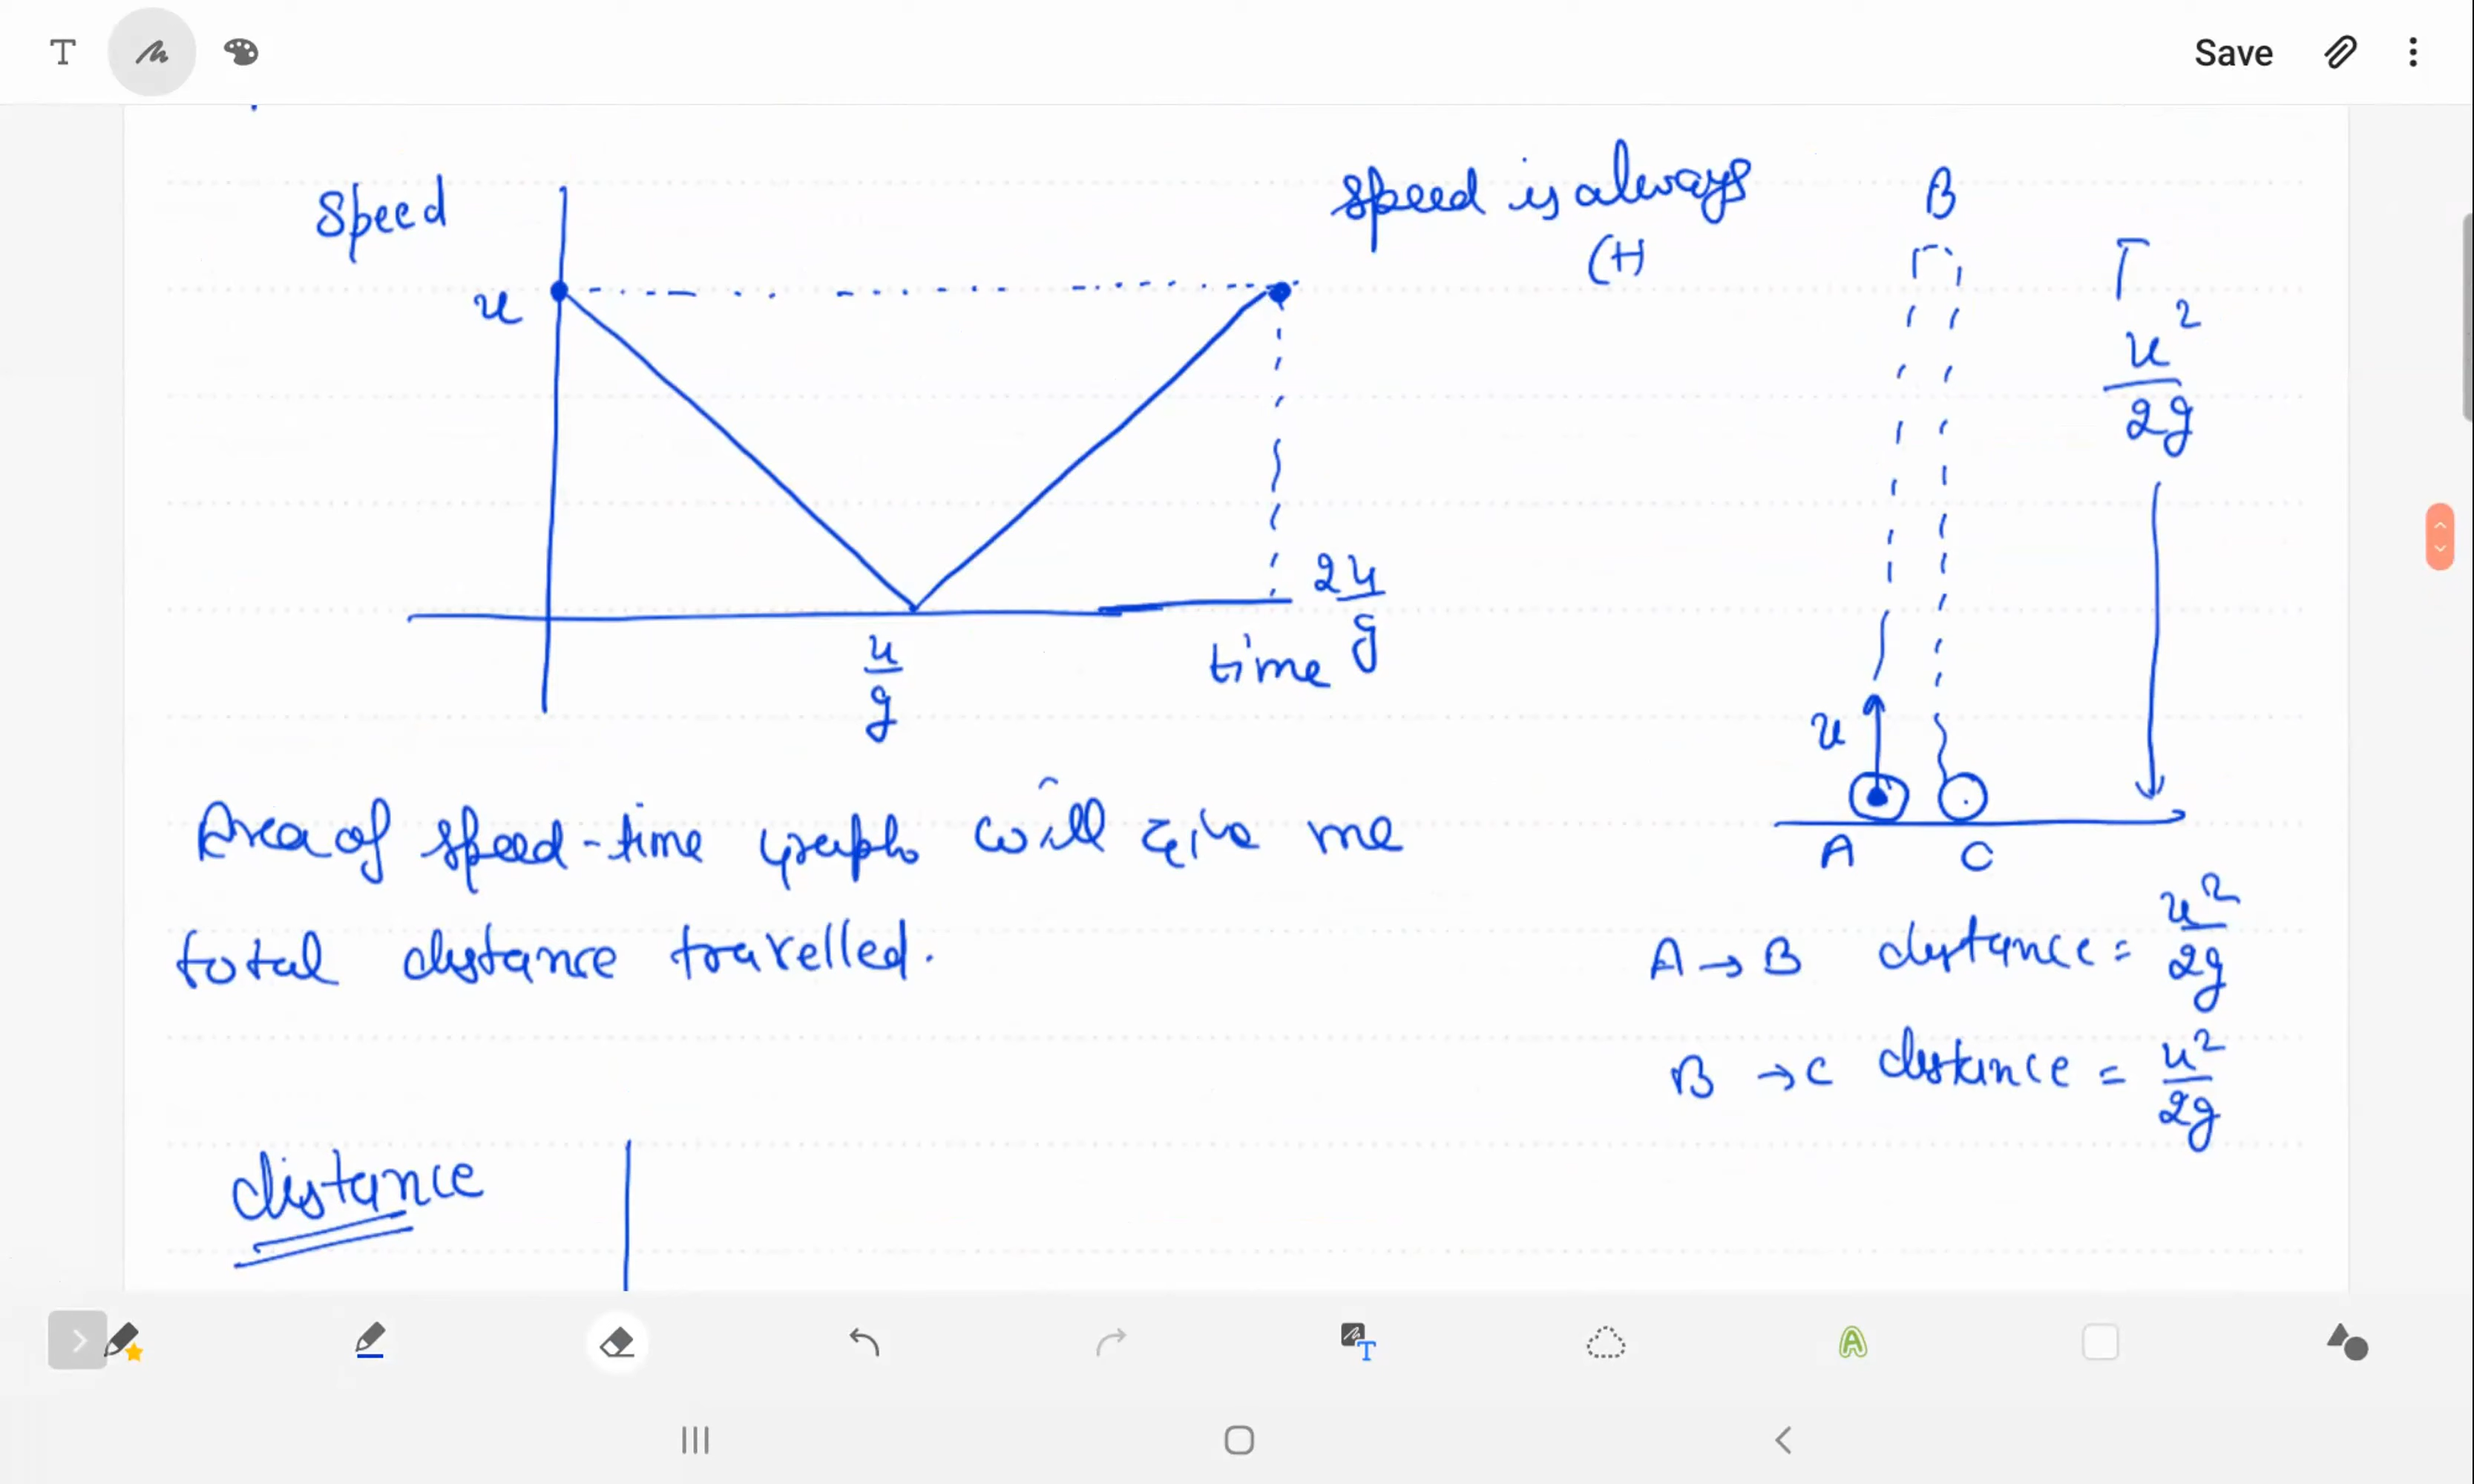 Save
Speed
speed is always
(+)
B
u
u²/2g
u/g
time
2u/g
u
A
C
Area of speed-time graph will give me
total distance travelled.
A → B distance = u²/2g
B → C distance = u²/2g
distance